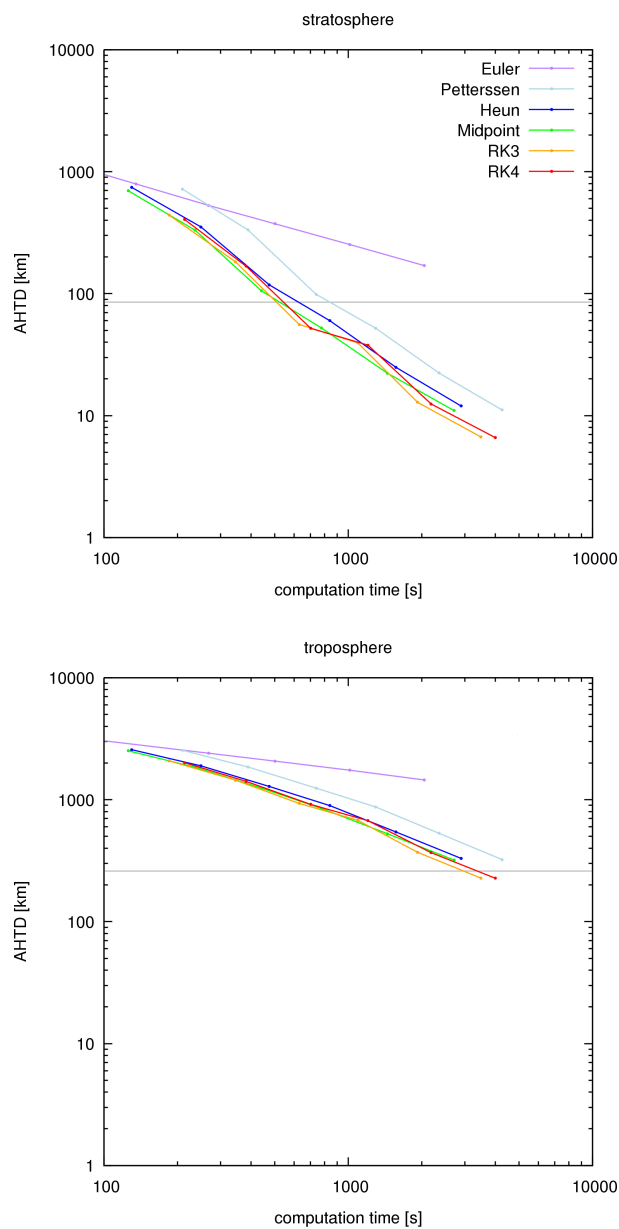 stratosphere
10000
1000
100
10
1
AHTD [km]
Euler
Petterssen
Heun
Midpoint
RK3
RK4
100
1000
10000
computation time [s]
troposphere
10000
1000
100
10
1
AHTD [km]
100
1000
10000
computation time [s]